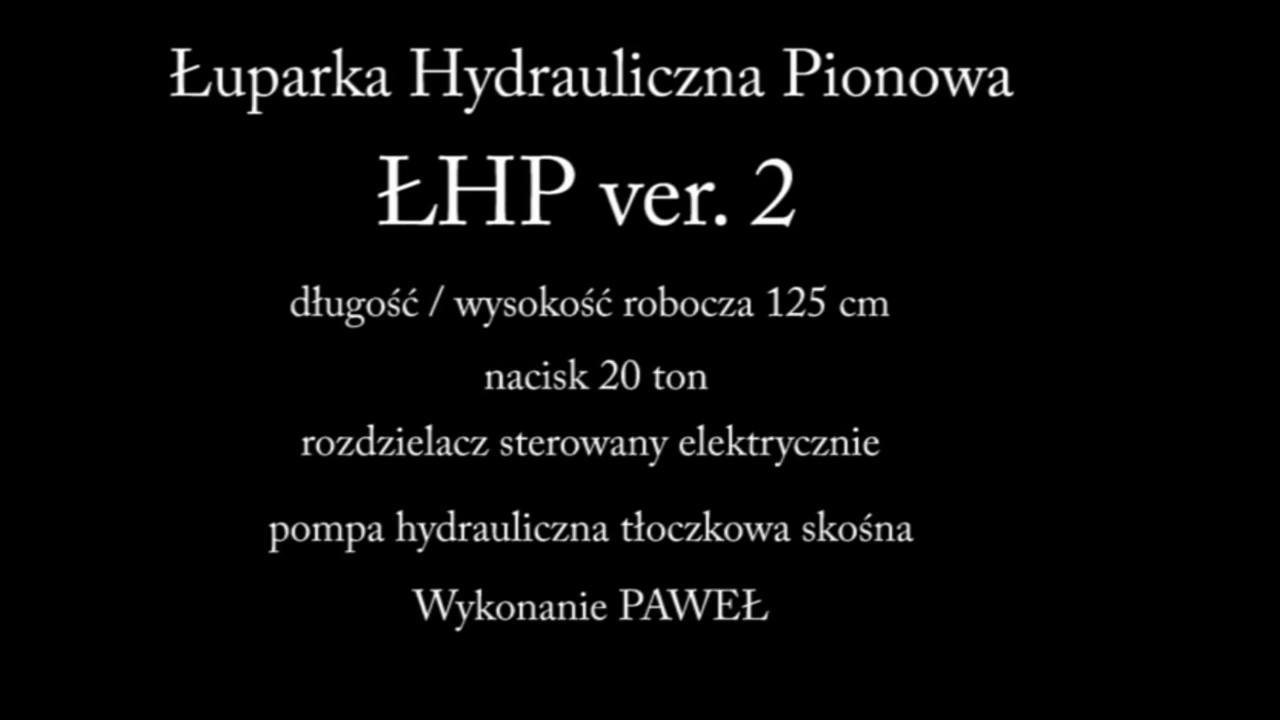 Łuparka Hydrauliczna Pionowa
ŁHP ver. 2
długość / wysokość robocza 125 cm
nacisk 20 ton
rozdzielacz sterowany elektrycznie
pompa hydrauliczna tłoczkowa skośna
Wykonanie PAWEŁ